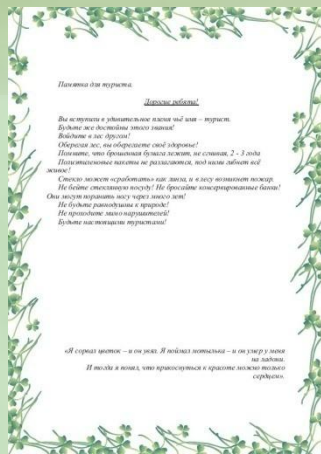 Памятка для туриста.
Дорогие ребята!
Вы вступили в удивительное племя чьё имя – турист.
Будьте же достойны этого звания!
Войдите в лес другом!
Оберегая лес, вы оберегаете своё здоровье!
Помните, что брошенная бумага лежит, не сгнивая, 2 - 3 года
Полиэтиленовые пакеты не разлагаются, под ними гибнет всё
живое!
Стекло может «сработать» как линза, и в лесу возникнет пожар.
Не бейте стеклянную посуду! Не бросайте консервированные банки!
Они могут поранить ногу через много лет!
Не будьте равнодушны к природе!
Не проходите мимо нарушителей!
Будьте настоящими туристами!
«Я сорвал цветок – и он увял. Я поймал мотылька – и он умер у меня
на ладони.
И тогда я понял, что прикоснуться к красоте можно только
сердцем».